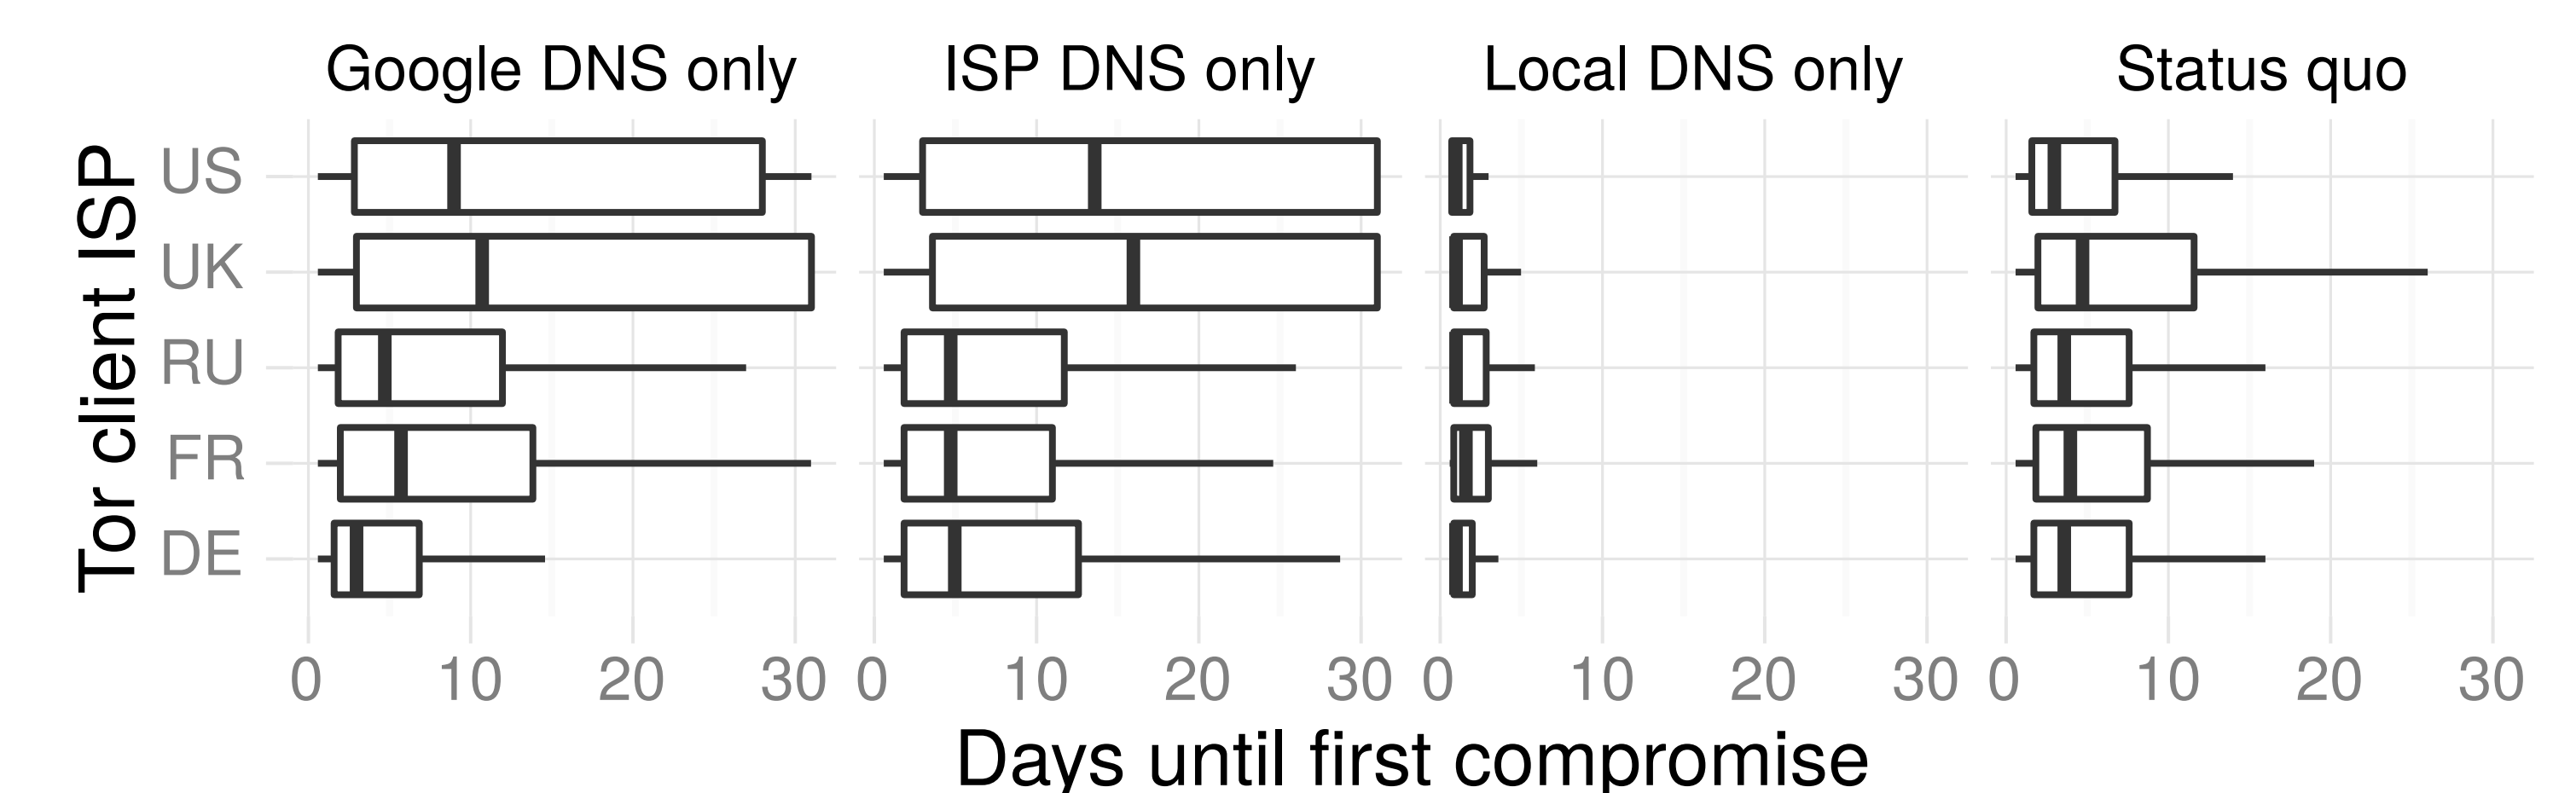 Google DNS only
ISP DNS only
Local DNS only
Status quo
Tor client ISP
US
UK
RU
FR
DE
0 10 20 30 0 10 20 30 0 10 20 30 0 10 20 30
Days until first compromise